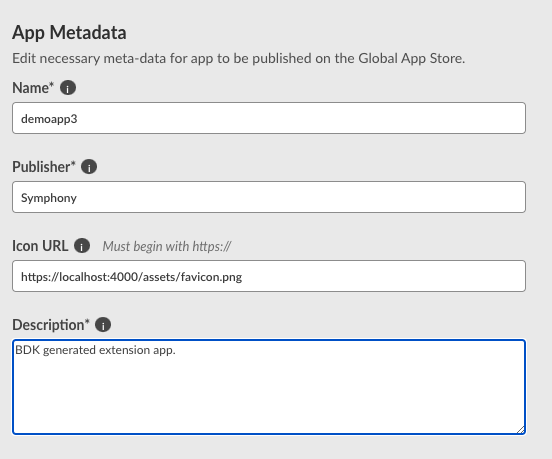 App Metadata
Edit necessary meta-data for app to be published on the Global App Store.
Name* i
demoapp3
Publisher* i
Symphony
Icon URL i Must begin with https://
https://localhost:4000/assets/favicon.png
Description* i
BDK generated extension app.